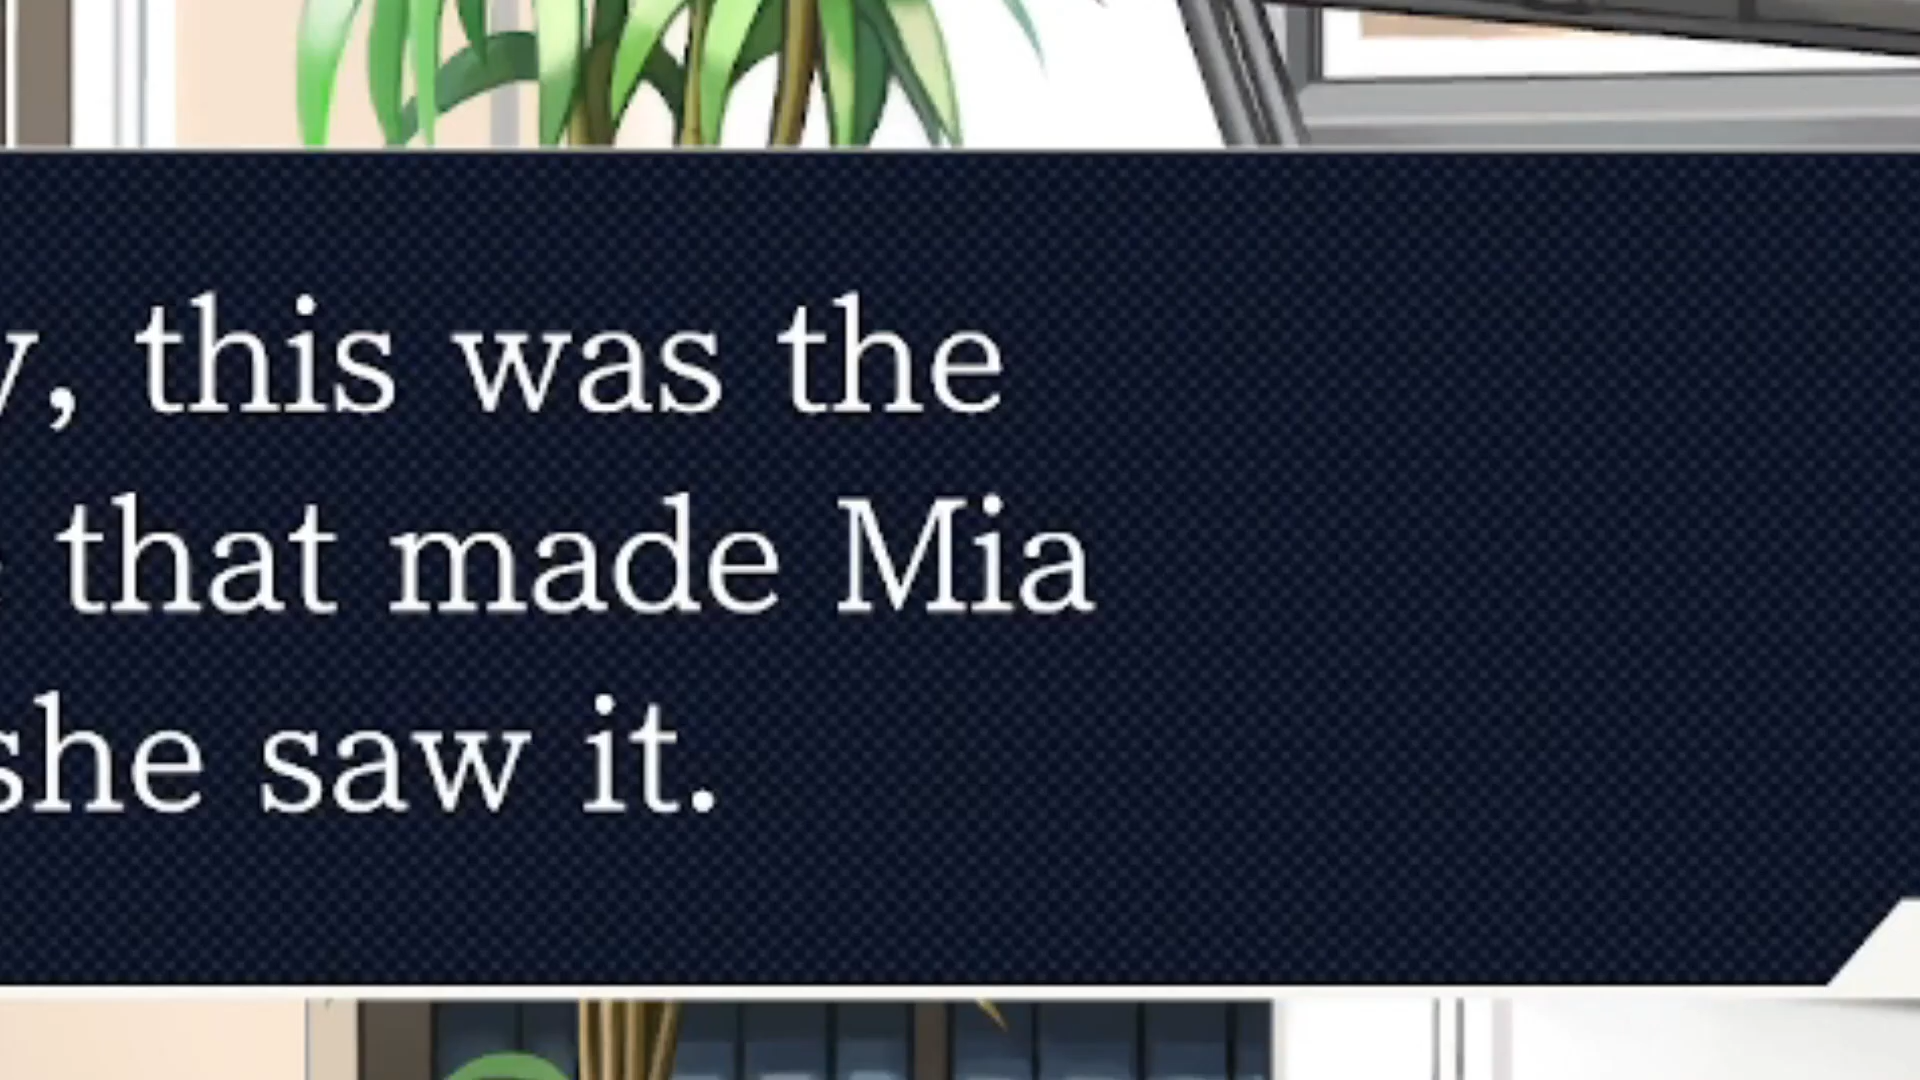 y, this was the
that made Mia
she saw it.